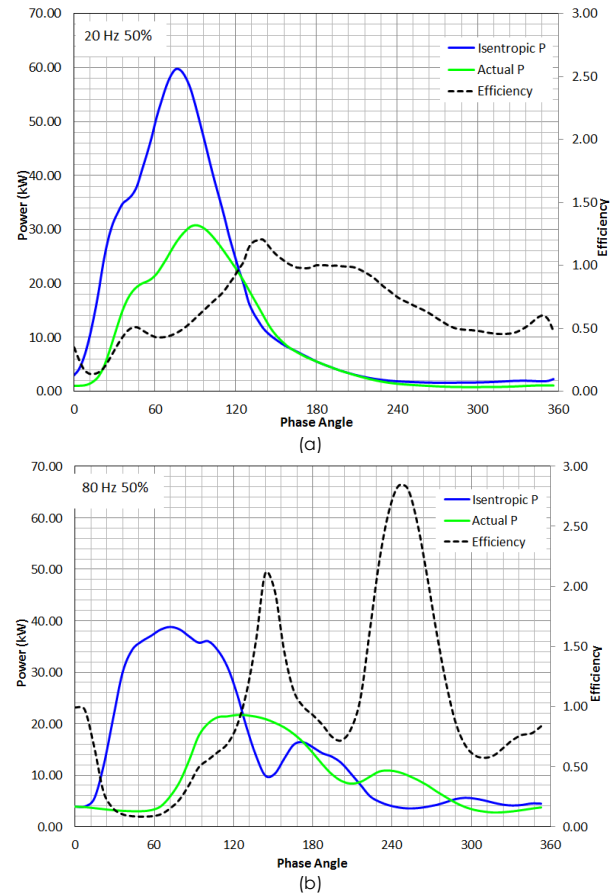 70.00
60.00
50.00
40.00
30.00
20.00
10.00
0.00
Power (kW)
20 Hz 50%
Isentropic P
Actual P
Efficiency
3.00
2.50
2.00
1.50
1.00
0.50
0.00
Efficiency
0 60 120 180 240 300 360
Phase Angle
(a)
70.00
60.00
50.00
40.00
30.00
20.00
10.00
0.00
Power (kW)
80 Hz 50%
Isentropic P
Actual P
Efficiency
3.00
2.50
2.00
1.50
1.00
0.50
0.00
Efficiency
0 60 120 180 240 300 360
Phase Angle
(b)